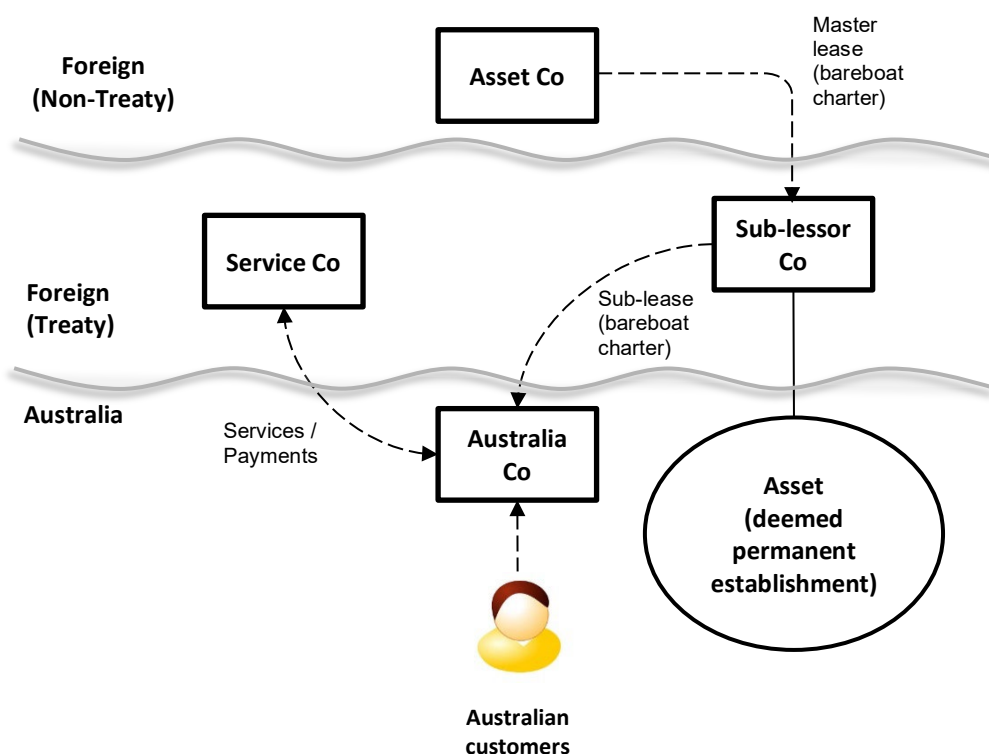 Foreign
(Non-Treaty)
Asset Co
Master
lease
(bareboat
charter)
Foreign
(Treaty)
Service Co
Sub-lessor
Co
Sub-lease
(bareboat
charter)
Australia
Services /
Payments
Australia
Co
Asset
(deemed
permanent
establishment)
Australian
customers